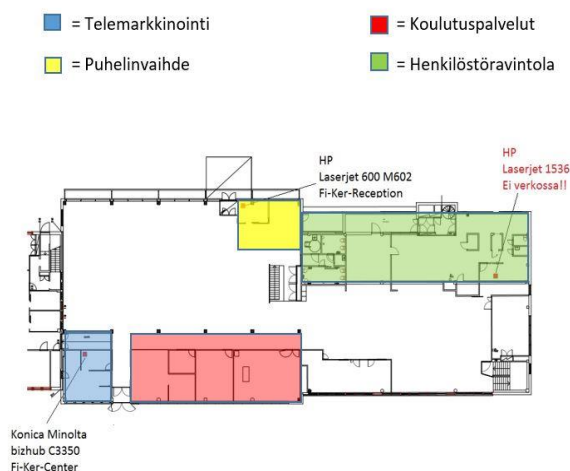 = Telemarkkinointi
= Koulutuspalvelut
= Puhelinvaihde
= Henkilöstöravintola
HP
Laserjet 600 M602
Fi-Ker-Reception
HP
Laserjet 1536
Ei verkossa!!
Konica Minolta
bizhub C3350
Fi-Ker-Center